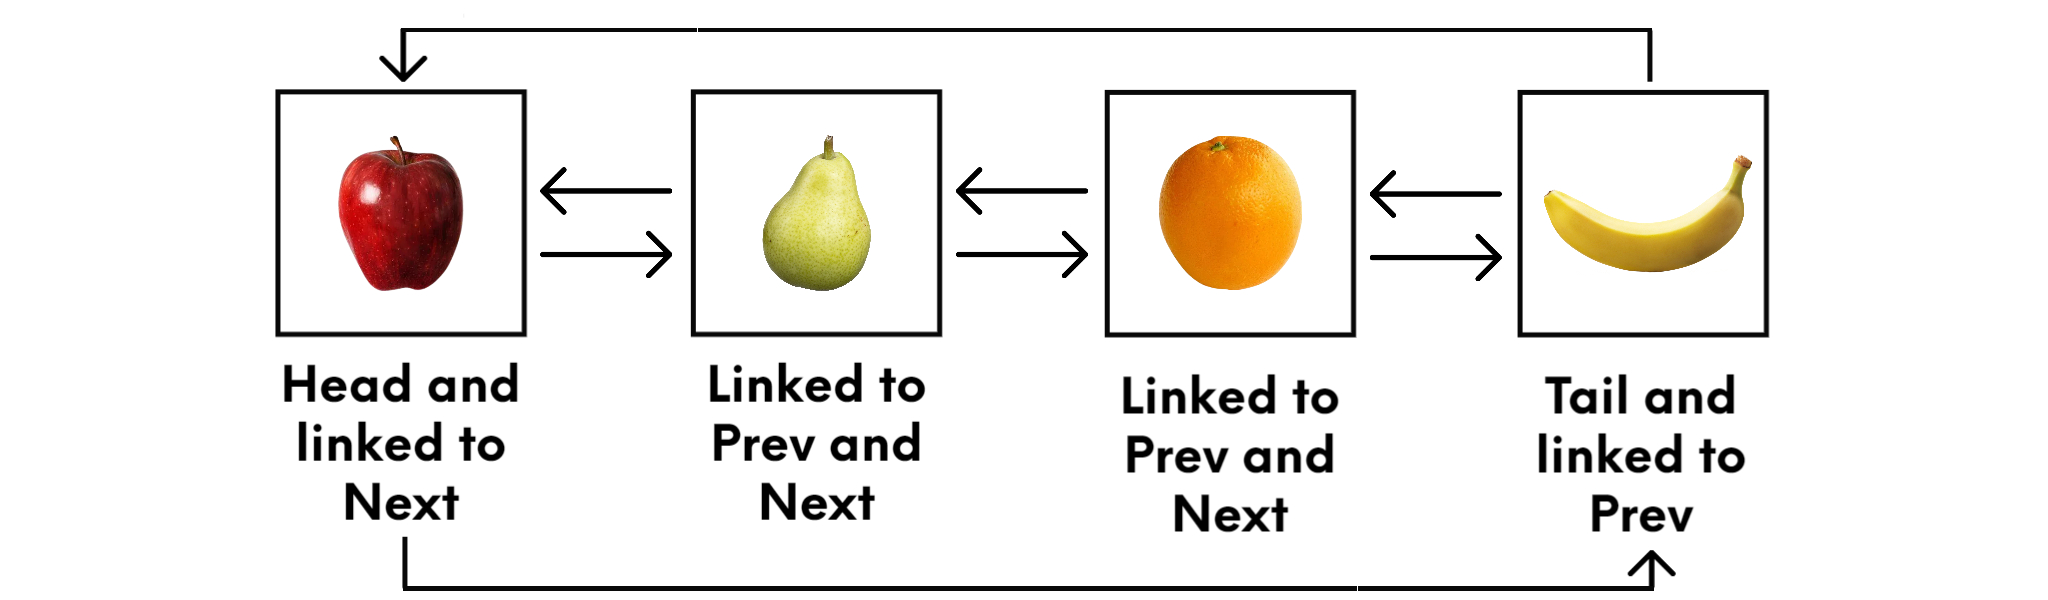 Head and
linked to
Next
Linked to
Prev and
Next
Linked to
Prev and
Next
Tail and
linked to
Prev